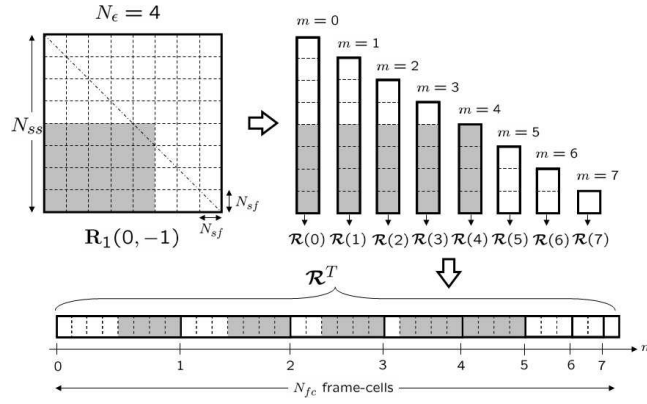 N_ϵ = 4
m = 0
m = 1
m = 2
m = 3
m = 4
m = 5
m = 6
m = 7
N_ss
N_sf
N_sf
R_1(0, −1)
𝓡(0) 𝓡(1) 𝓡(2) 𝓡(3) 𝓡(4) 𝓡(5) 𝓡(6) 𝓡(7)
𝓡^T
0 1 2 3 4 5 6 7
N_fc frame-cells